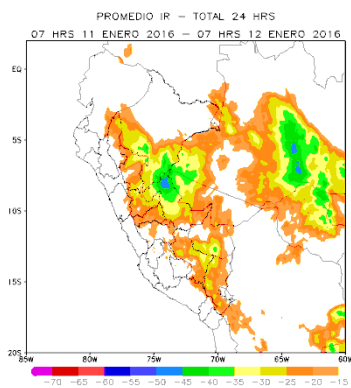 PROMEDIO IR – TOTAL 24 HRS
07 HRS 11 ENERO 2016 – 07 HRS 12 ENERO 2016
EQ
5S
10S
15S
20S
85W 80W 75W 70W 65W 60W
-70 -65 -60 -55 -50 -45 -40 -35 -30 -25 -20 -15